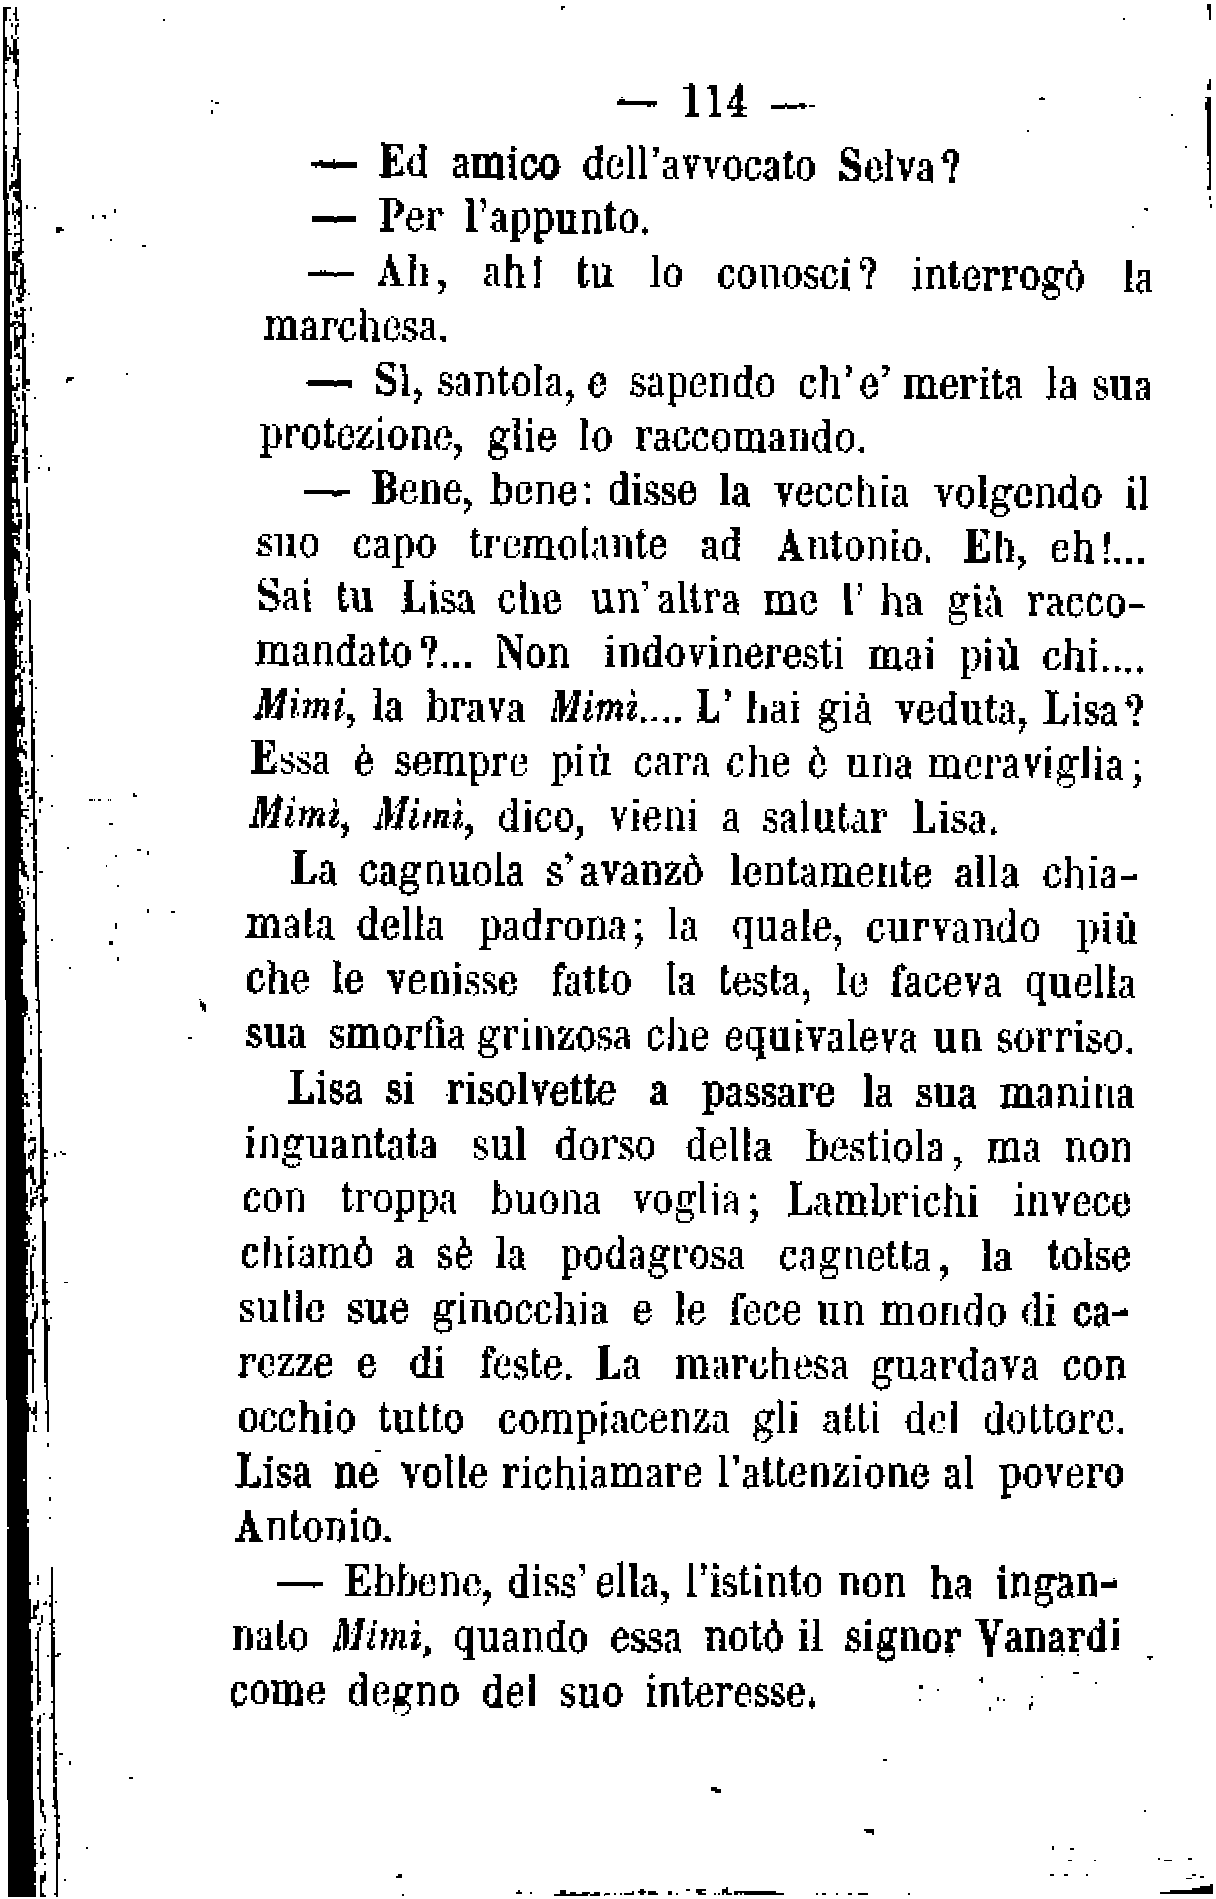 — 114 —
— Ed amico dell'avvocato Selva?
— Per l'appunto.
— Ah, ah! tu lo conosci? interrogò la
marchesa.
— Sì, santola, e sapendo ch'e' merita la sua
protezione, glie lo raccomando.
— Bene, bene: disse la vecchia volgendo il
suo capo tremolante ad Antonio. Eh, eh!...
Sai tu Lisa che un'altra me l' ha già racco-
mandato?... Non indovineresti mai più chi....
Mimì, la brava Mimì.... L' hai già veduta, Lisa?
Essa è sempre più cara che è una meraviglia;
Mimì, Mimì, dico, vieni a salutar Lisa.
La cagnuola s'avanzò lentamente alla chia-
mata della padrona; la quale, curvando più
che le venisse fatto la testa, le faceva quella
sua smorfia grinzosa che equivaleva un sorriso.
Lisa si risolvette a passare la sua manina
inguantata sul dorso della bestiola, ma non
con troppa buona voglia; Lambrichi invece
chiamò a sè la podagrosa cagnetta, la tolse
sulle sue ginocchia e le fece un mondo di ca-
rezze e di feste. La marchesa guardava con
occhio tutto compiacenza gli atti del dottore.
Lisa ne volle richiamare l'attenzione al povero
Antonio.
— Ebbene, diss' ella, l'istinto non ha ingan-
nato Mimì, quando essa notò il signor Vanardi
come degno del suo interesse.